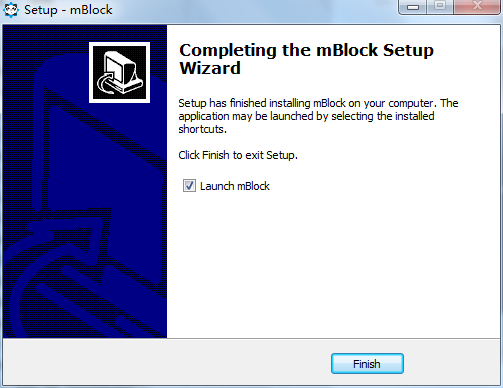 Setup - mBlock
Completing the mBlock Setup
Wizard
Setup has finished installing mBlock on your computer. The
application may be launched by selecting the installed
shortcuts.
Click Finish to exit Setup.
Launch mBlock
Finish